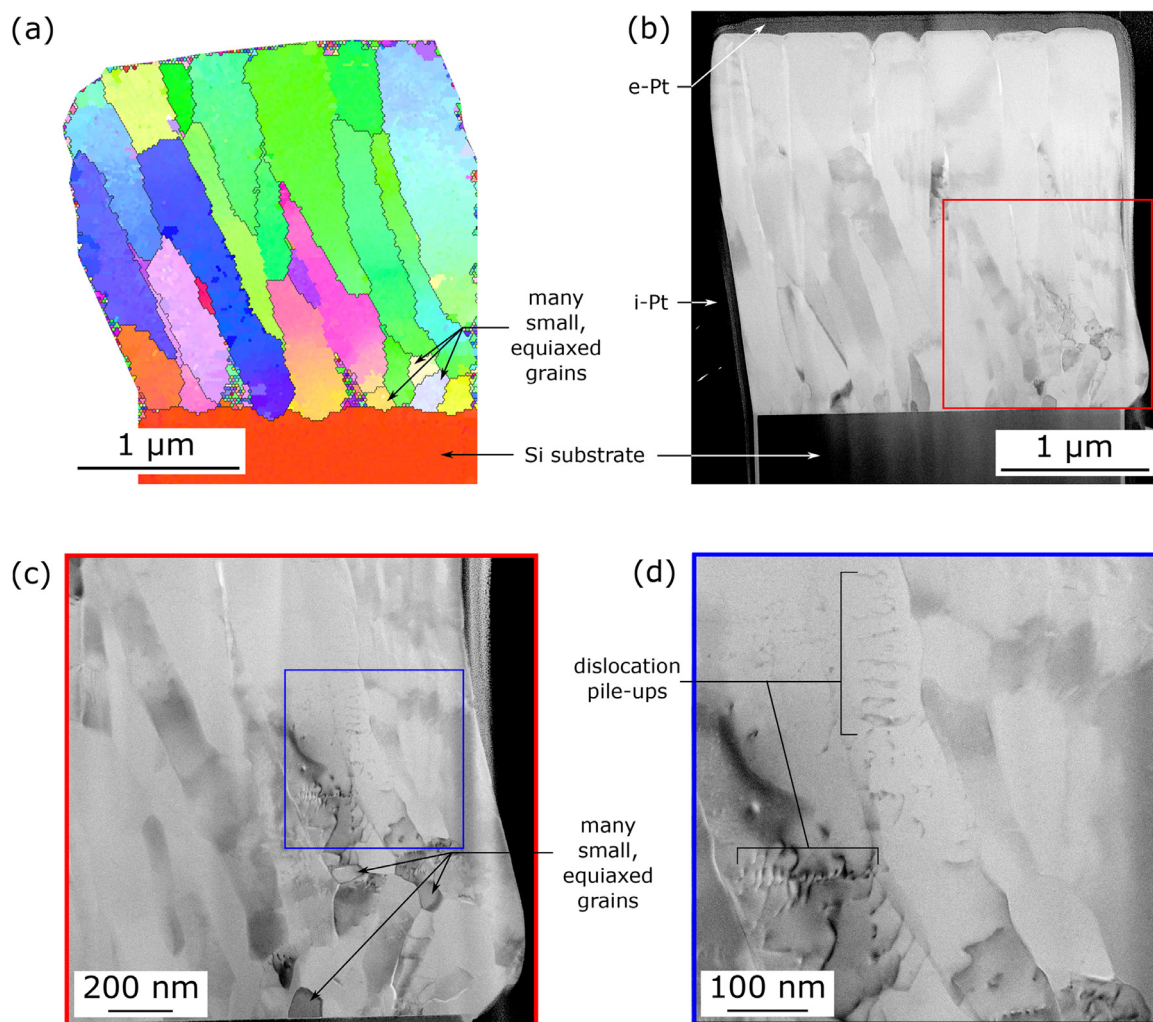 (a)
(b)
e-Pt
many
small,
equiaxed
grains
i-Pt
1 μm
Si substrate
1 μm
(c)
(d)
dislocation
pile-ups
many
small,
equiaxed
grains
200 nm
100 nm